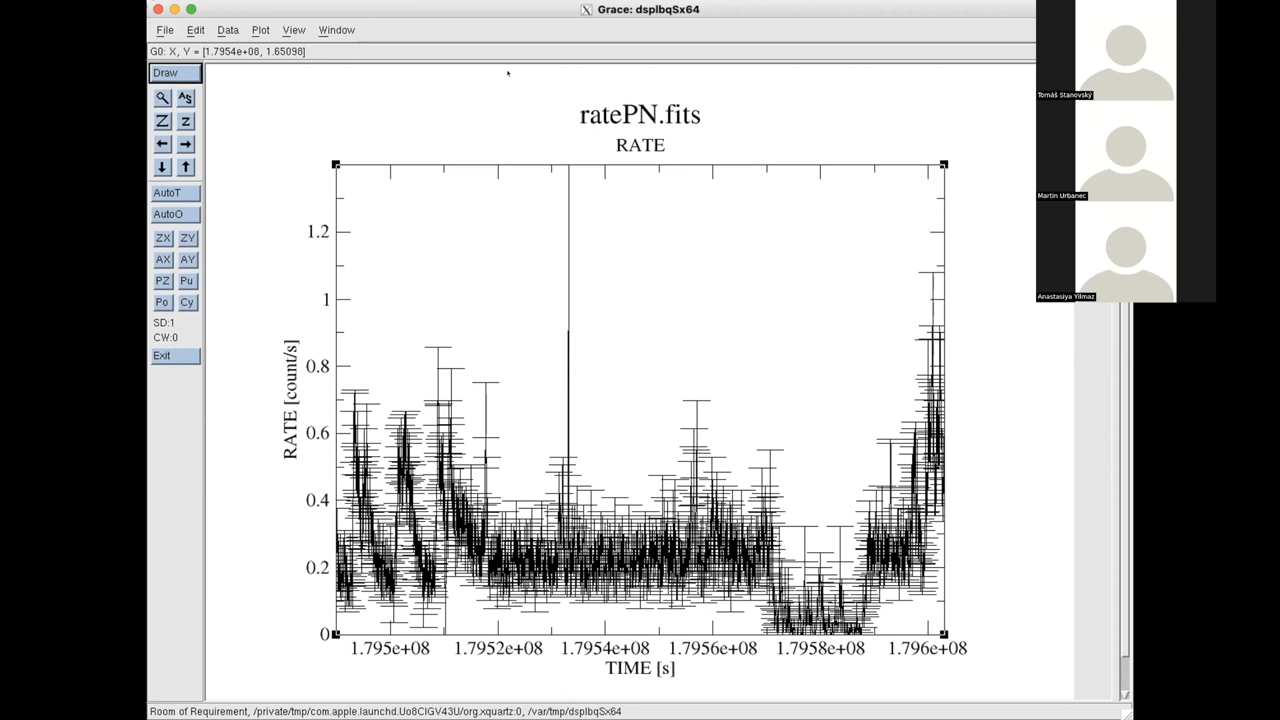 X Grace: dsplbqSx64
File Edit Data Plot View Window
G0: X, Y = [1.7954e+08, 1.65098]
Draw
AS
Z z
AutoT
AutoO
ZX ZY
AX AY
PZ Pu
Po Cy
SD:1
CW:0
Exit
ratePN.fits
RATE
1.2
1
0.8
0.6
0.4
0.2
0
RATE [count/s]
1.795e+08 1.7952e+08 1.7954e+08 1.7956e+08 1.7958e+08 1.796e+08
TIME [s]
Tomáš Stanovský
Martin Urbanec
Anastasiya Yilmaz
Room of Requirement, /private/tmp/com.apple.launchd.Uo8CIGV43U/org.xquartz:0, /var/tmp/dsplbqSx64